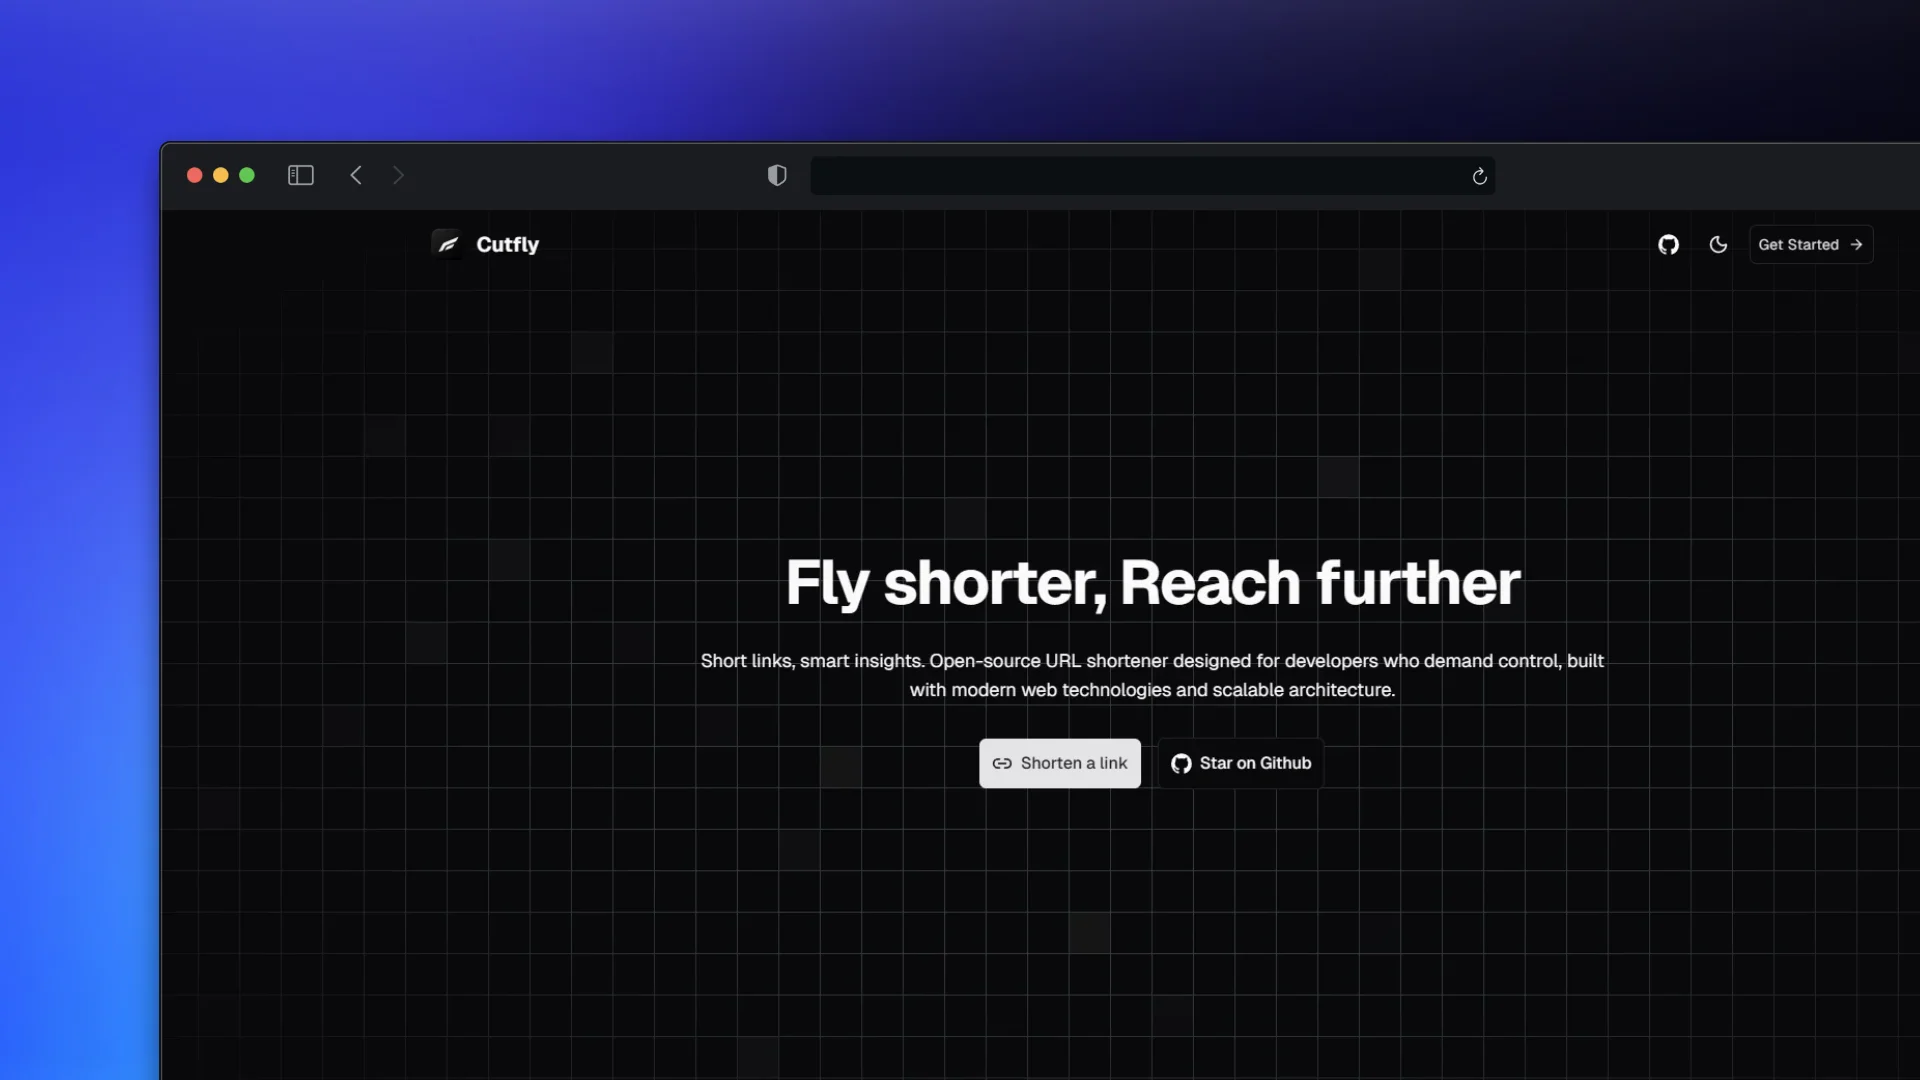 Cutfly
Get Started
Fly shorter, Reach further
Short links, smart insights. Open-source URL shortener designed for developers who demand control, built
with modern web technologies and scalable architecture.
Shorten a link
Star on Github